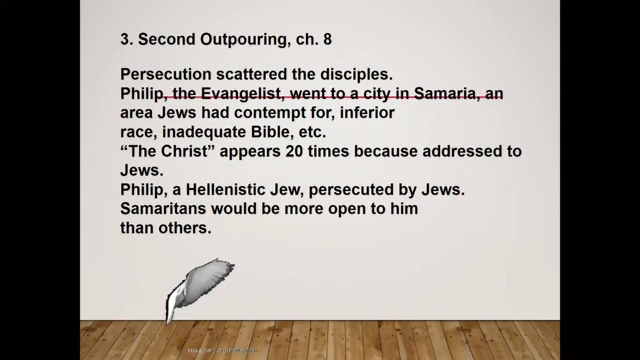 3. Second Outpouring, ch. 8
Persecution scattered the disciples.
Philip, the Evangelist, went to a city in Samaria, an
area Jews had contempt for, inferior
race, inadequate Bible, etc.
“The Christ” appears 20 times because addressed to
Jews.
Philip, a Hellenistic Jew, persecuted by Jews.
Samaritans would be more open to him
than others.